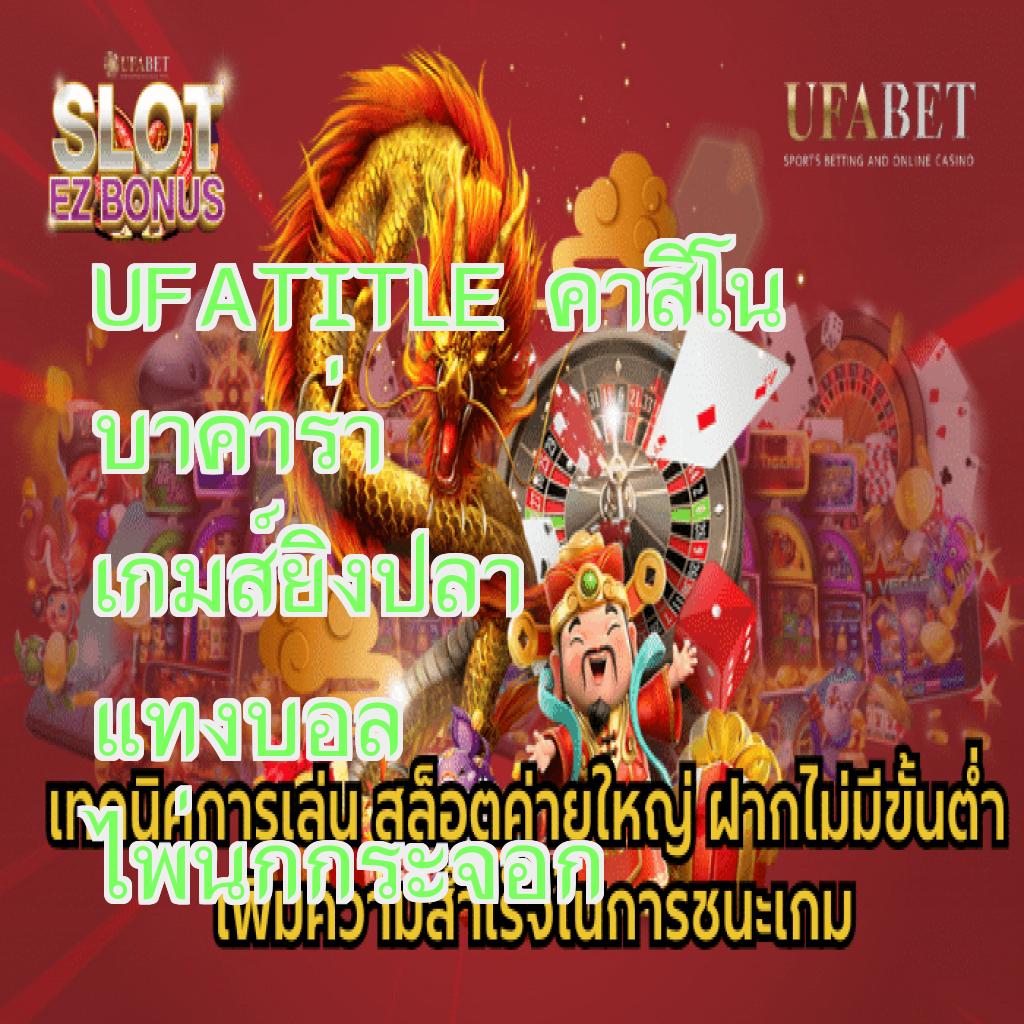 UFABET
SLOT
EZ BONUS
UFABET
SPORTS BETTING AND ONLINE CASINO
UFATITLE คาสิโน
บาคาร่า
เกมส์ยิงปลา
แทงบอล
เทคนิคการเล่น สล็อตค่ายใหญ่ ฝากไม่มีขั้นต่ำ
ไพ่นกกระจอก
เพิ่มความสำเร็จในการชนะเกม